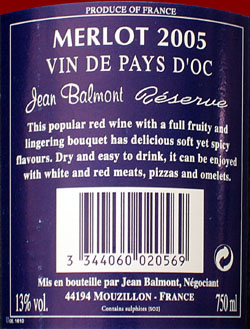 PRODUCE OF FRANCE
MERLOT 2005
VIN DE PAYS D'OC
Jean Balmont Réserve
This popular red wine with a full fruity and
lingering bouquet has delicious soft yet spicy
flavours. Dry and easy to drink, it can be enjoyed
with white and red meats, pizzas and omelets.
3 344060 020569
Mis en bouteille par Jean Balmont, Négociant
13% vol. 44194 MOUZILLON - FRANCE 750 ml
Contains sulphites [SO2]